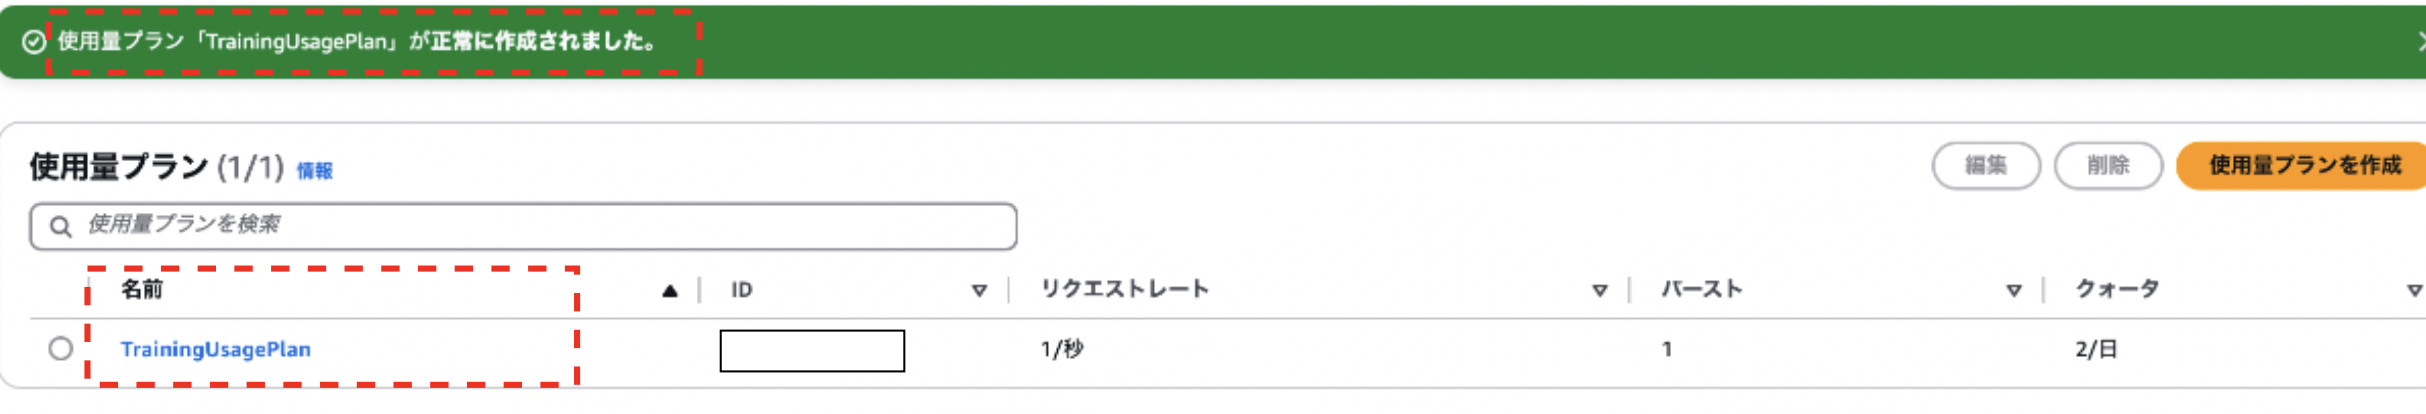 使用量プラン「TrainingUsagePlan」が正常に作成されました。
使用量プラン (1/1) 情報
編集 削除 使用量プランを作成
使用量プランを検索
名前 ID リクエストレート バースト クォータ
TrainingUsagePlan 1/秒 1 2/日